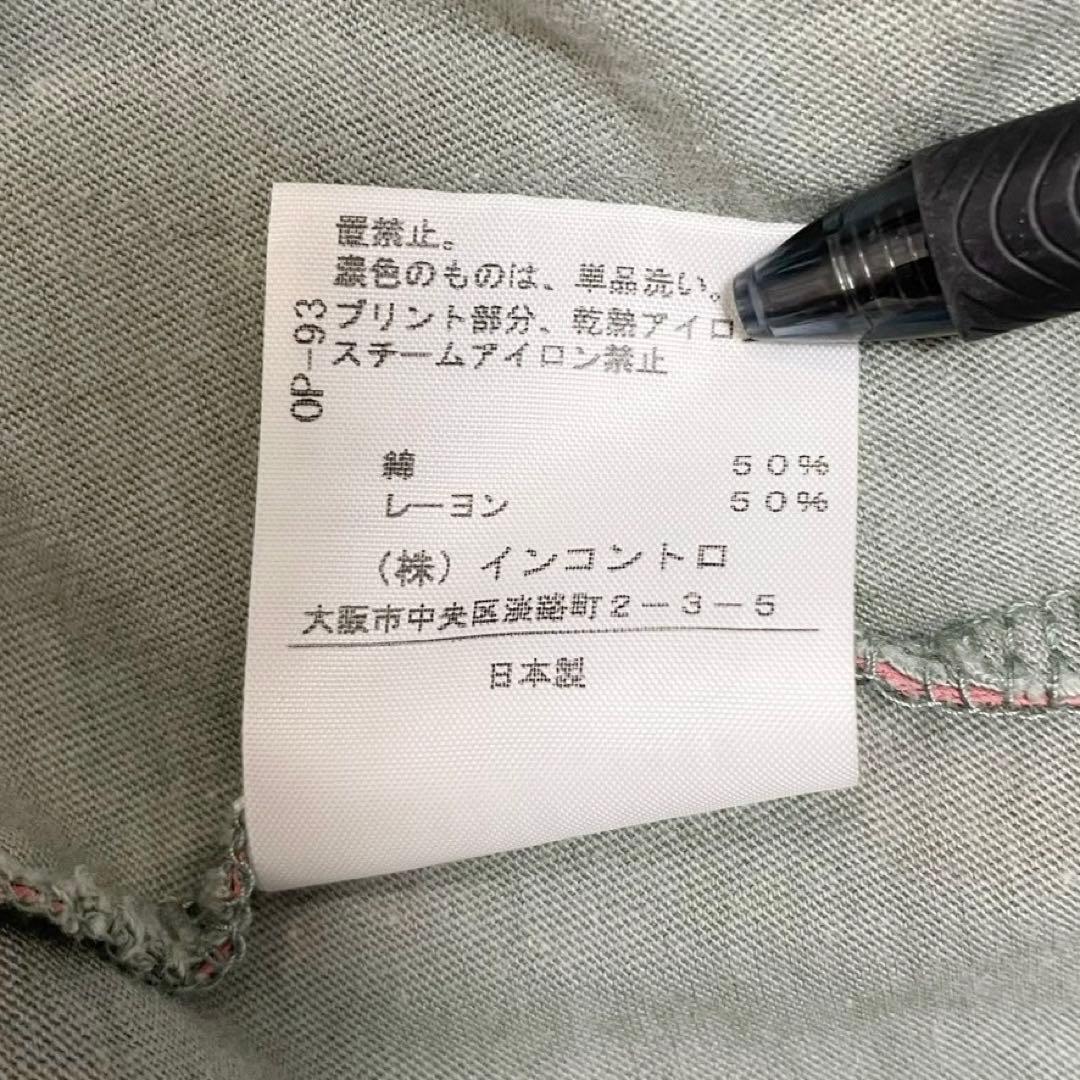 置禁止。
濃色のものは、単品洗い。
プリント部分、乾熱アイロ
スチームアイロン禁止
OP-93
綿 50%
レーヨン 50%
(株)インコントロ
大阪市中央区淡路町2-3-5
日本製